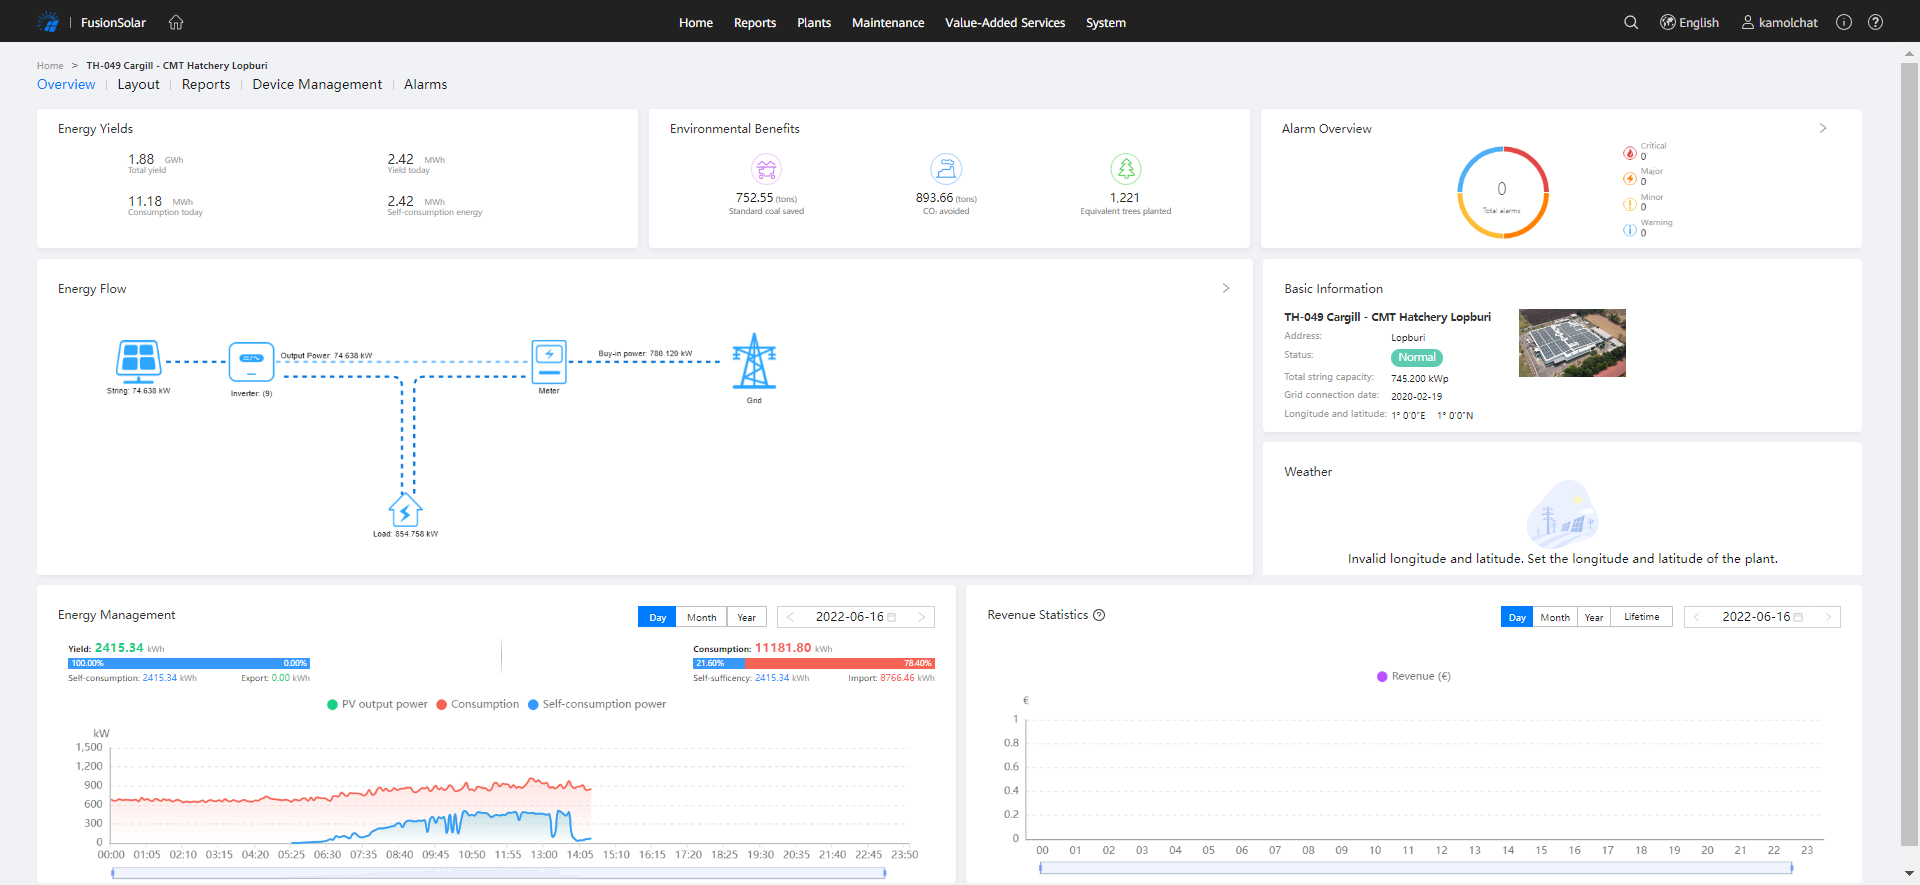 FusionSolar
Home Reports Plants Maintenance Value-Added Services System
English kamolchat
Home > TH-049 Cargill - CMT Hatchery Lopburi
Overview Layout Reports Device Management Alarms
Energy Yields
1.88 GWh
Total yield
2.42 MWh
Yield today
11.18 MWh
Consumption today
2.42 MWh
Self-consumption energy
Environmental Benefits
752.55 (tons)
Standard coal saved
893.66 (tons)
CO₂ avoided
1,221
Equivalent trees planted
Alarm Overview
0
Total alarms
Critical
0
Major
0
Minor
0
Warning
0
Energy Flow
String: 74.638 kW
Inverter: (9)
Output Power: 74.638 kW
Meter
Buy-in power: 780.120 kW
Grid
Load: 854.758 kW
Basic Information
TH-049 Cargill - CMT Hatchery Lopburi
Address: Lopburi
Status: Normal
Total string capacity: 745.200 kWp
Grid connection date: 2020-02-19
Longitude and latitude: 1° 0'0"E 1° 0'0"N
Weather
Invalid longitude and latitude. Set the longitude and latitude of the plant.
Energy Management
Day Month Year
2022-06-16
Yield: 2415.34 kWh
100.00% 0.00%
Self-consumption: 2415.34 kWh Export: 0.00 kWh
Consumption: 11181.80 kWh
21.60% 78.40%
Self-sufficency: 2415.34 kWh Import: 8766.46 kWh
PV output power Consumption Self-consumption power
kW
1,500
1,200
900
600
300
0
00:00 01:05 02:10 03:15 04:20 05:25 06:30 07:35 08:40 09:45 10:50 11:55 13:00 14:05 15:10 16:15 17:20 18:25 19:30 20:35 21:40 22:45 23:50
Revenue Statistics
Day Month Year Lifetime
2022-06-16
Revenue (€)
€
1
0.8
0.6
0.4
0.2
0
00 01 02 03 04 05 06 07 08 09 10 11 12 13 14 15 16 17 18 19 20 21 22 23